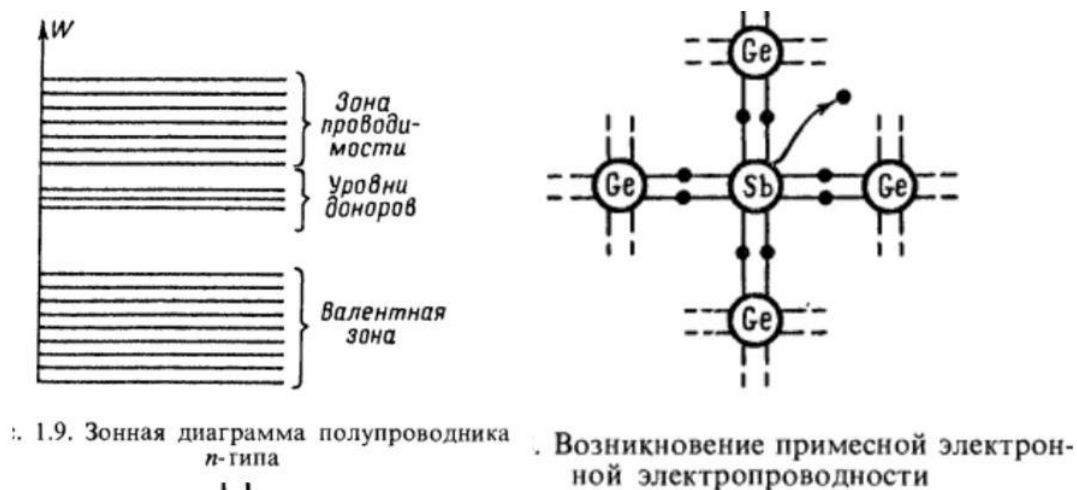 W
Зона
проводи-
мости
Уровни
доноров
Валентная
зона
Ge
Ge
Sb
Ge
Ge
:. 1.9. Зонная диаграмма полупроводника
n-типа
. Возникновение примесной электрон-
ной электропроводности